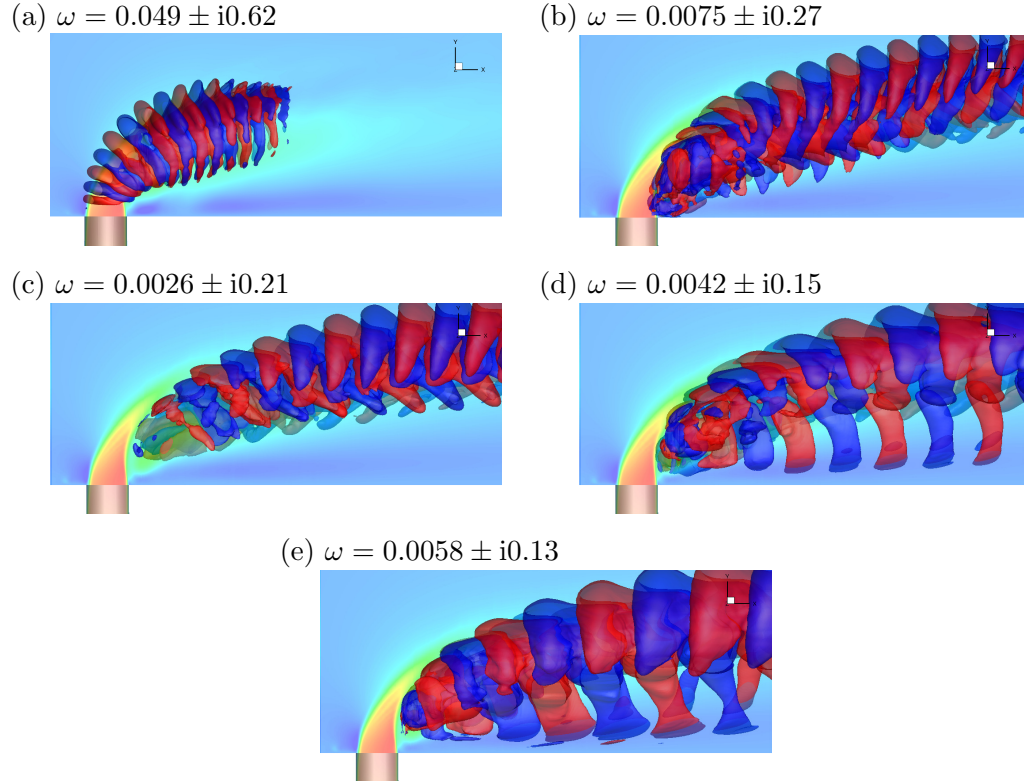 (a) ω = 0.049 ± i0.62
(b) ω = 0.0075 ± i0.27
Y
X
(c) ω = 0.0026 ± i0.21
(d) ω = 0.0042 ± i0.15
(e) ω = 0.0058 ± i0.13